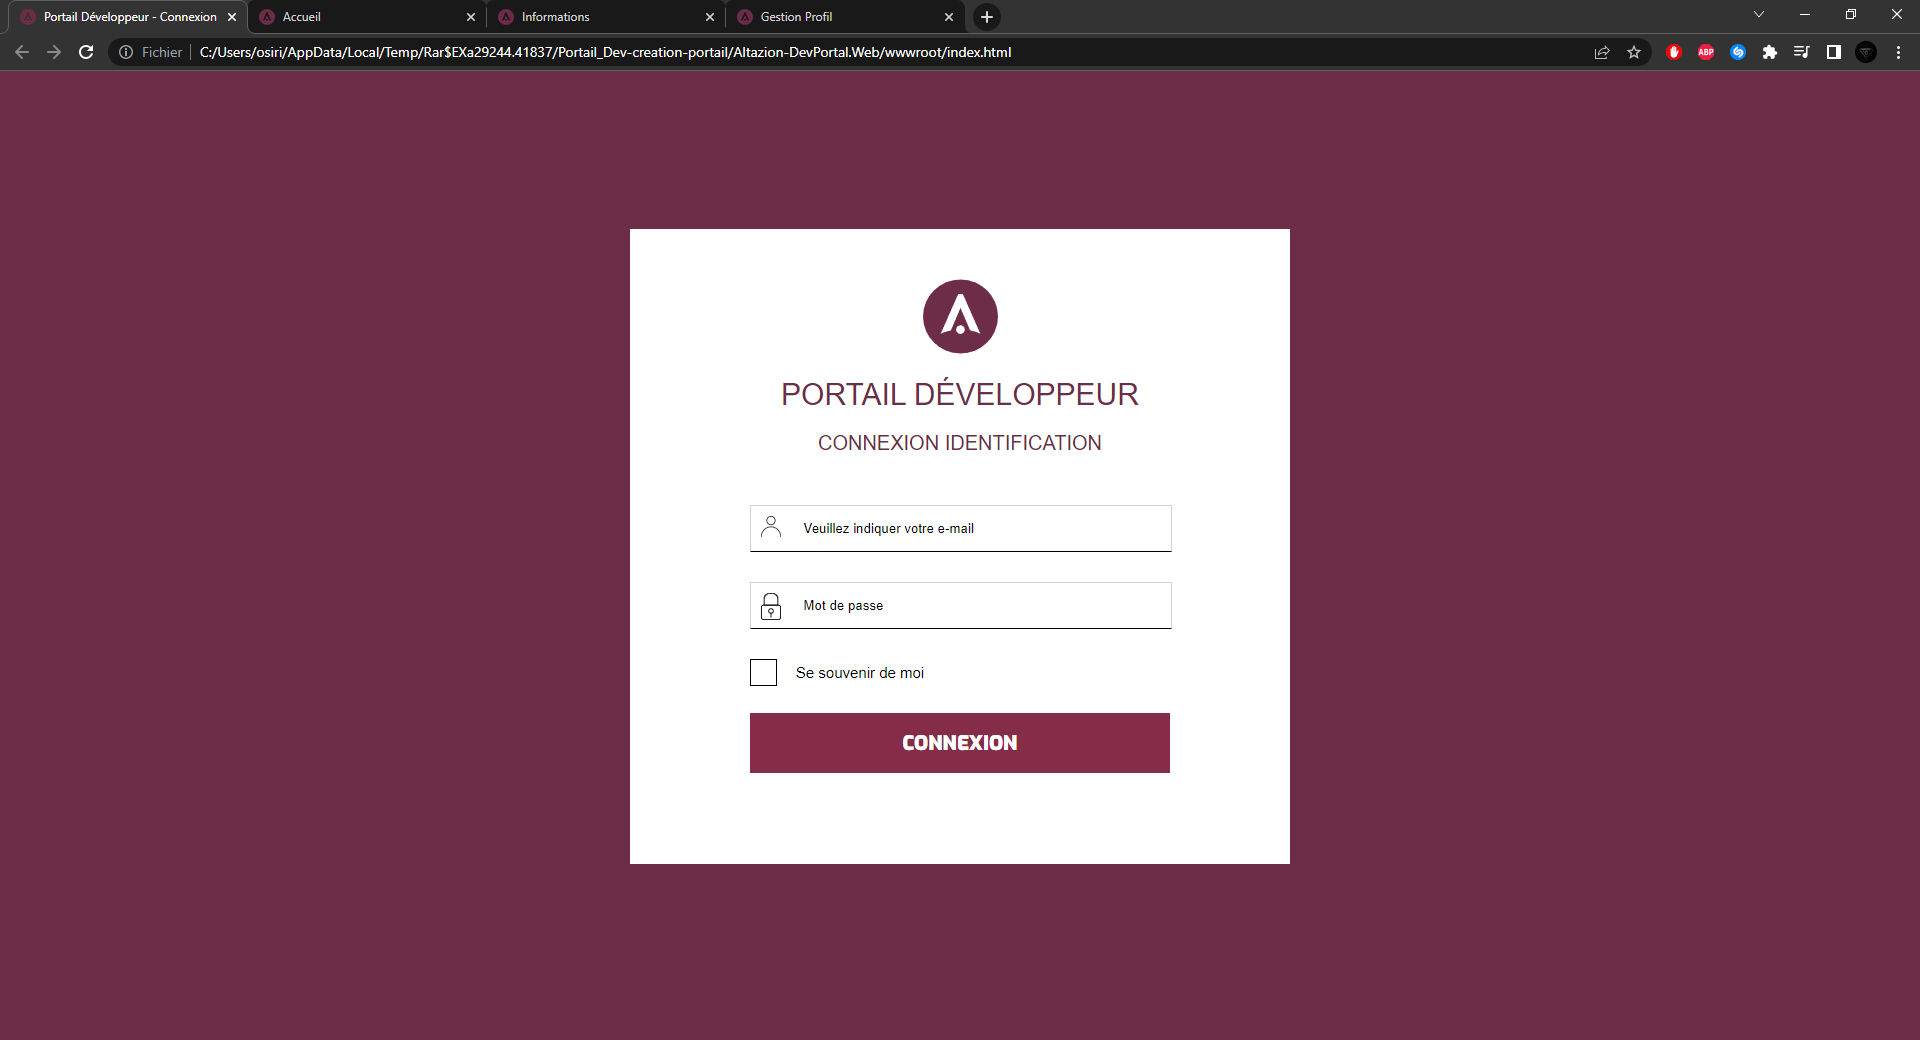 Portail Développeur - Connexion
Accueil
Informations
Gestion Profil
Fichier
C:/Users/osiri/AppData/Local/Temp/Rar$EXa29244.41837/Portail_Dev-creation-portail/Altazion-DevPortal.Web/wwwroot/index.html
ABP
PORTAIL DÉVELOPPEUR
CONNEXION IDENTIFICATION
Veuillez indiquer votre e-mail
Mot de passe
Se souvenir de moi
CONNEXION